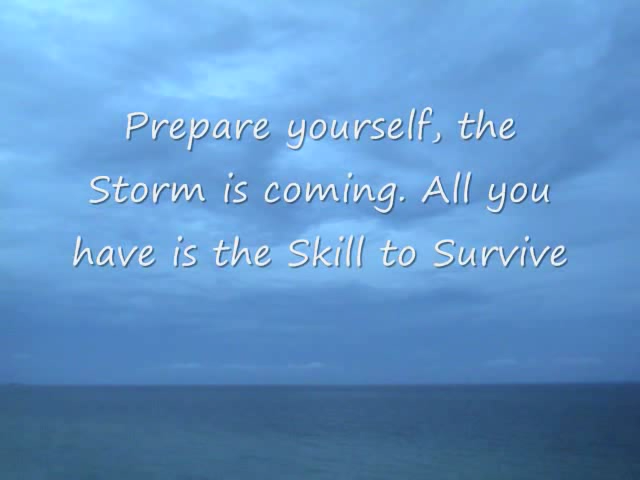 Prepare yourself, the
Storm is coming. All you
have is the Skill to Survive